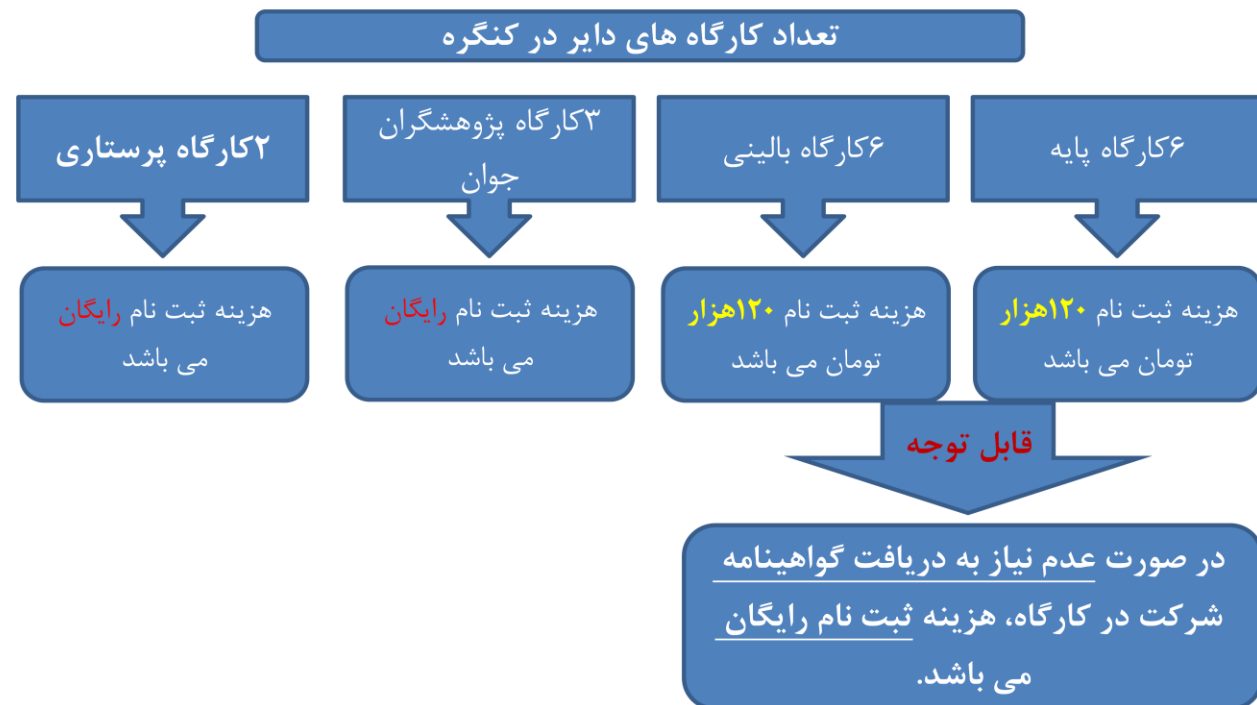 تعداد کارگاه های دایر در کنگره
۶کارگاه پایه
۶کارگاه بالینی
۳کارگاه پژوهشگران
جوان
۲کارگاه پرستاری
هزینه ثبت نام ۱۲۰هزار
تومان می باشد
هزینه ثبت نام ۱۲۰هزار
تومان می باشد
هزینه ثبت نام رایگان
می باشد
هزینه ثبت نام رایگان
می باشد
قابل توجه
در صورت عدم نیاز به دریافت گواهینامه
شرکت در کارگاه، هزینه ثبت نام رایگان
می باشد.